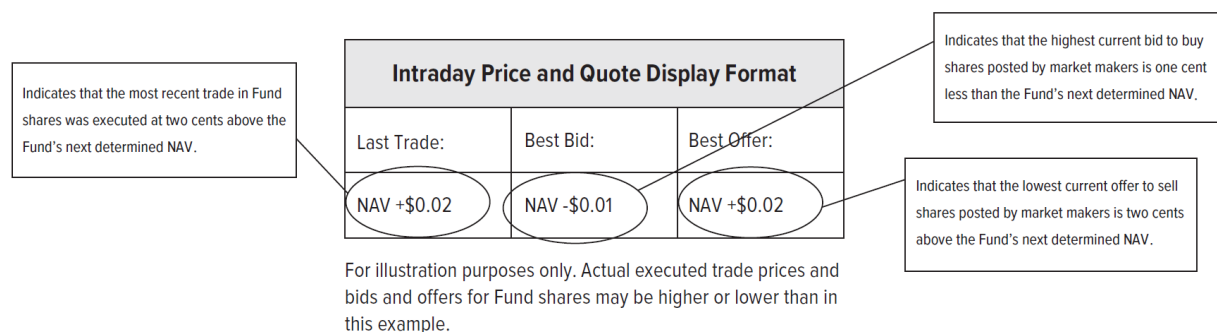 Indicates that the most recent trade in Fund
shares was executed at two cents above the
Fund's next determined NAV.
Intraday Price and Quote Display Format
Last Trade:
Best Bid:
Best Offer:
NAV +$0.02
NAV -$0.01
NAV +$0.02
For illustration purposes only. Actual executed trade prices and
bids and offers for Fund shares may be higher or lower than in
this example.
Indicates that the highest current bid to buy
shares posted by market makers is one cent
less than the Fund's next determined NAV.
Indicates that the lowest current offer to sell
shares posted by market makers is two cents
above the Fund's next determined NAV.